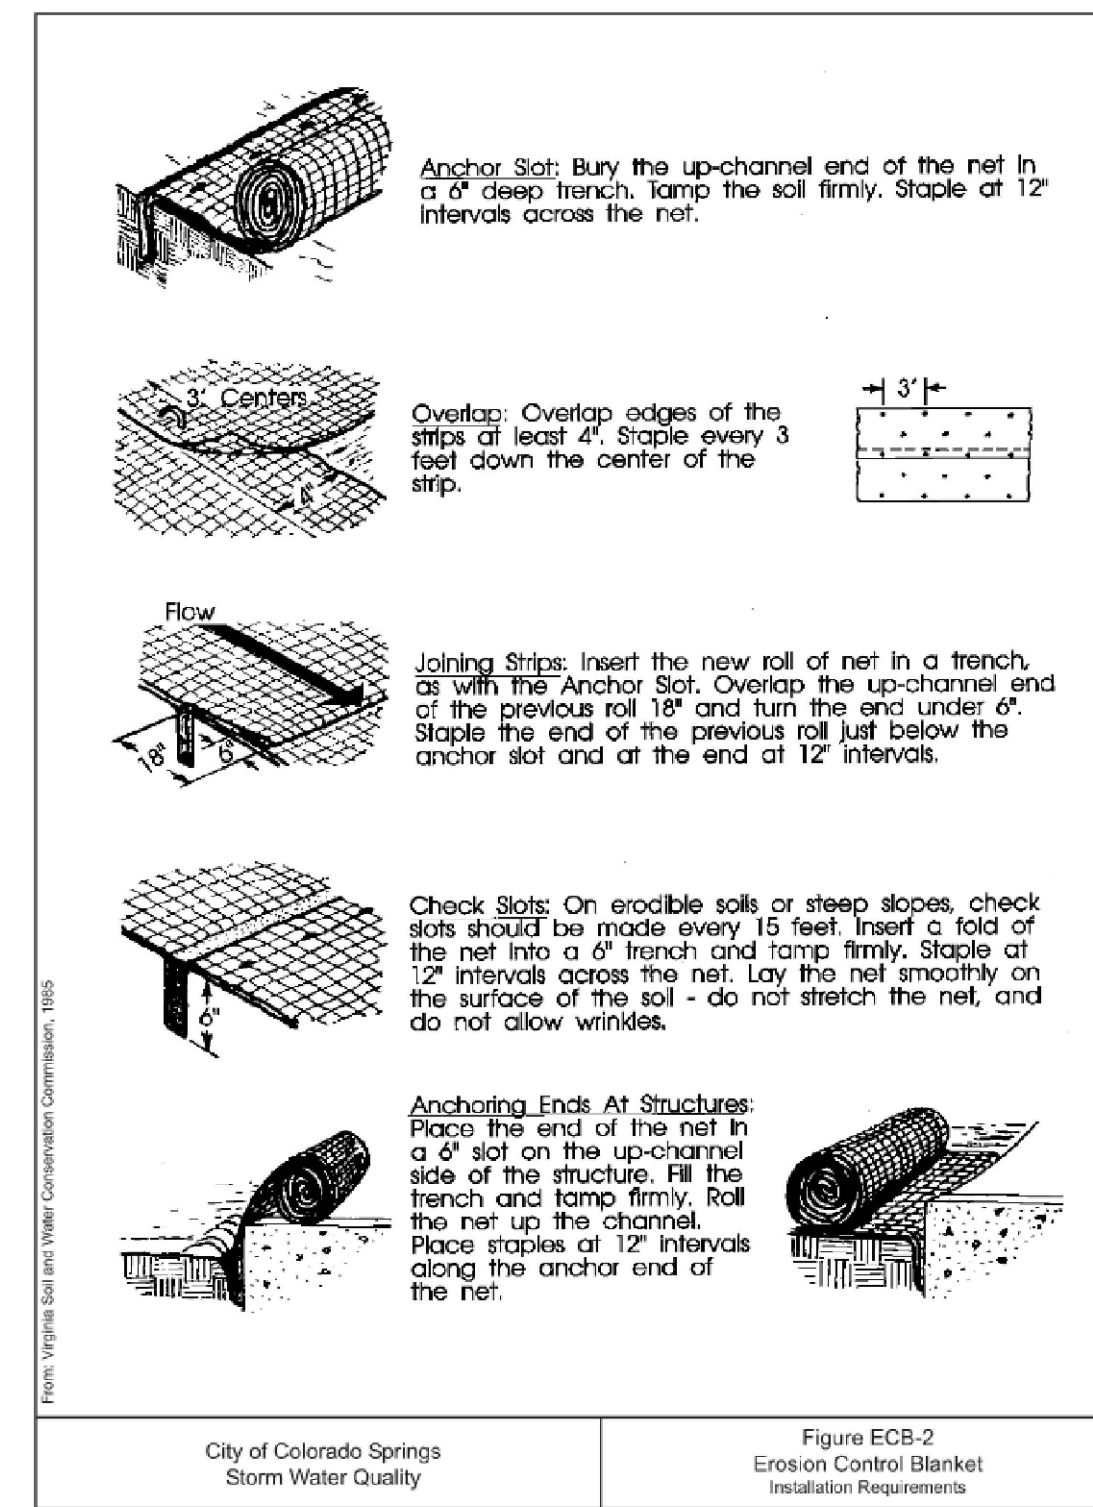 Anchor Slot: Bury the up-channel end of the net in
a 6" deep trench. Tamp the soil firmly. Staple at 12"
intervals across the net.
3' Centers
4"
Overlap: Overlap edges of the
strips at least 4". Staple every 3
feet down the center of the
strip.
3'
Flow
18"
6"
Joining Strips: Insert the new roll of net in a trench,
as with the Anchor Slot. Overlap the up-channel end
of the previous roll 18" and turn the end under 6".
Staple the end of the previous roll just below the
anchor slot and at the end at 12" intervals.
6"
Check Slots: On erodible soils or steep slopes, check
slots should be made every 15 feet. Insert a fold of
the net into a 6" trench and tamp firmly. Staple at
12" intervals across the net. Lay the net smoothly on
the surface of the soil - do not stretch the net, and
do not allow wrinkles.
Anchoring Ends At Structures:
Place the end of the net in
a 6" slot on the up-channel
side of the structure. Fill the
trench and tamp firmly. Roll
the net up the channel.
Place staples at 12" intervals
along the anchor end of
the net.
From: Virginia Soil and Water Conservation Commission, 1985
City of Colorado Springs
Storm Water Quality
Figure ECB-2
Erosion Control Blanket
Installation Requirements